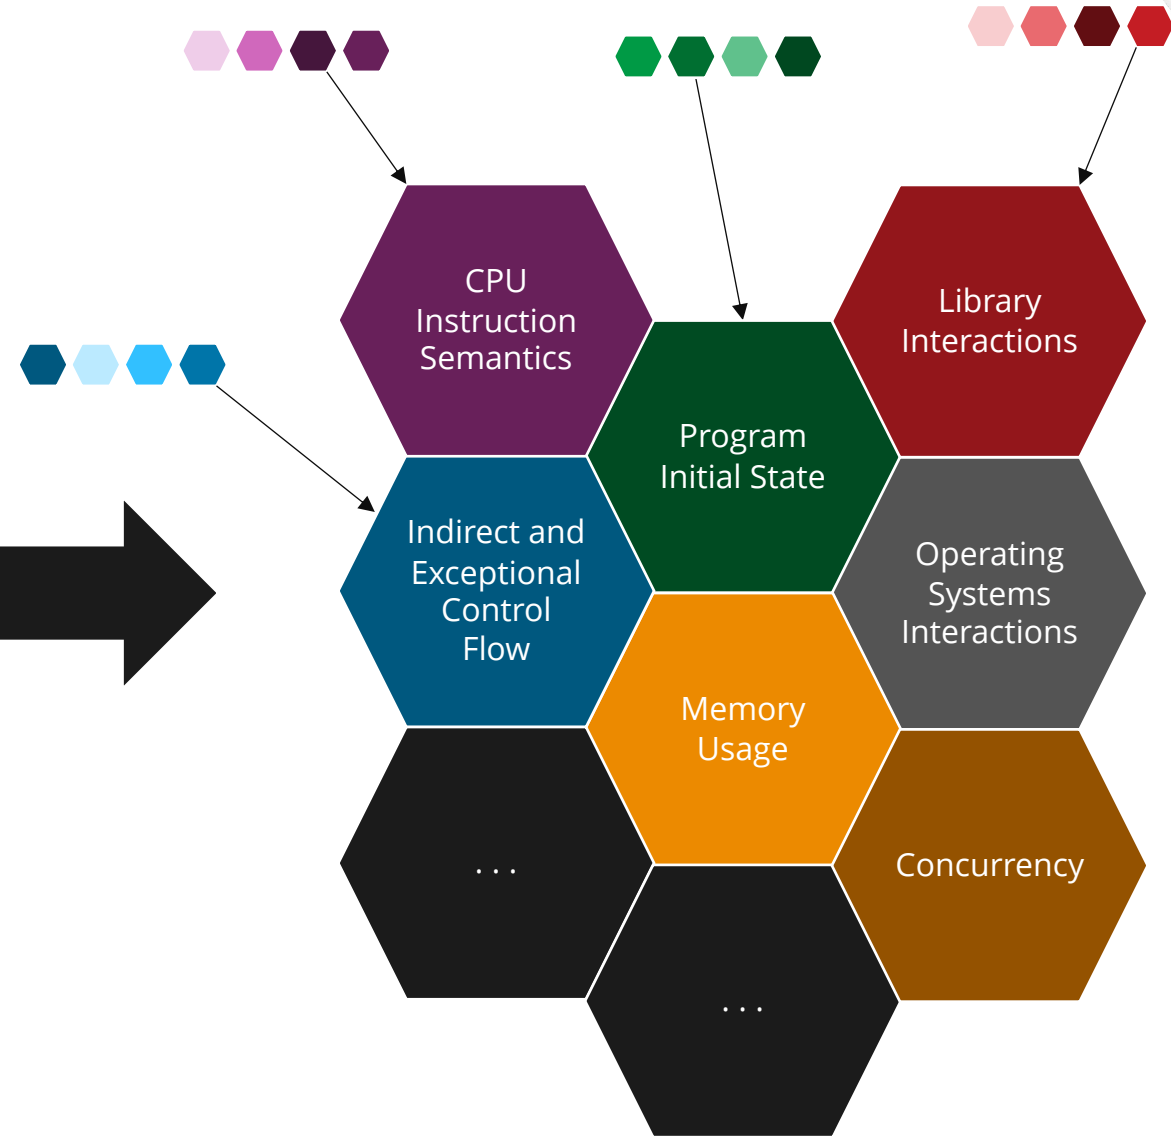 CPU
Instruction
Semantics
Library
Interactions
Program
Initial State
Indirect and
Exceptional
Control
Flow
Operating
Systems
Interactions
Memory
Usage
. . .
Concurrency
. . .